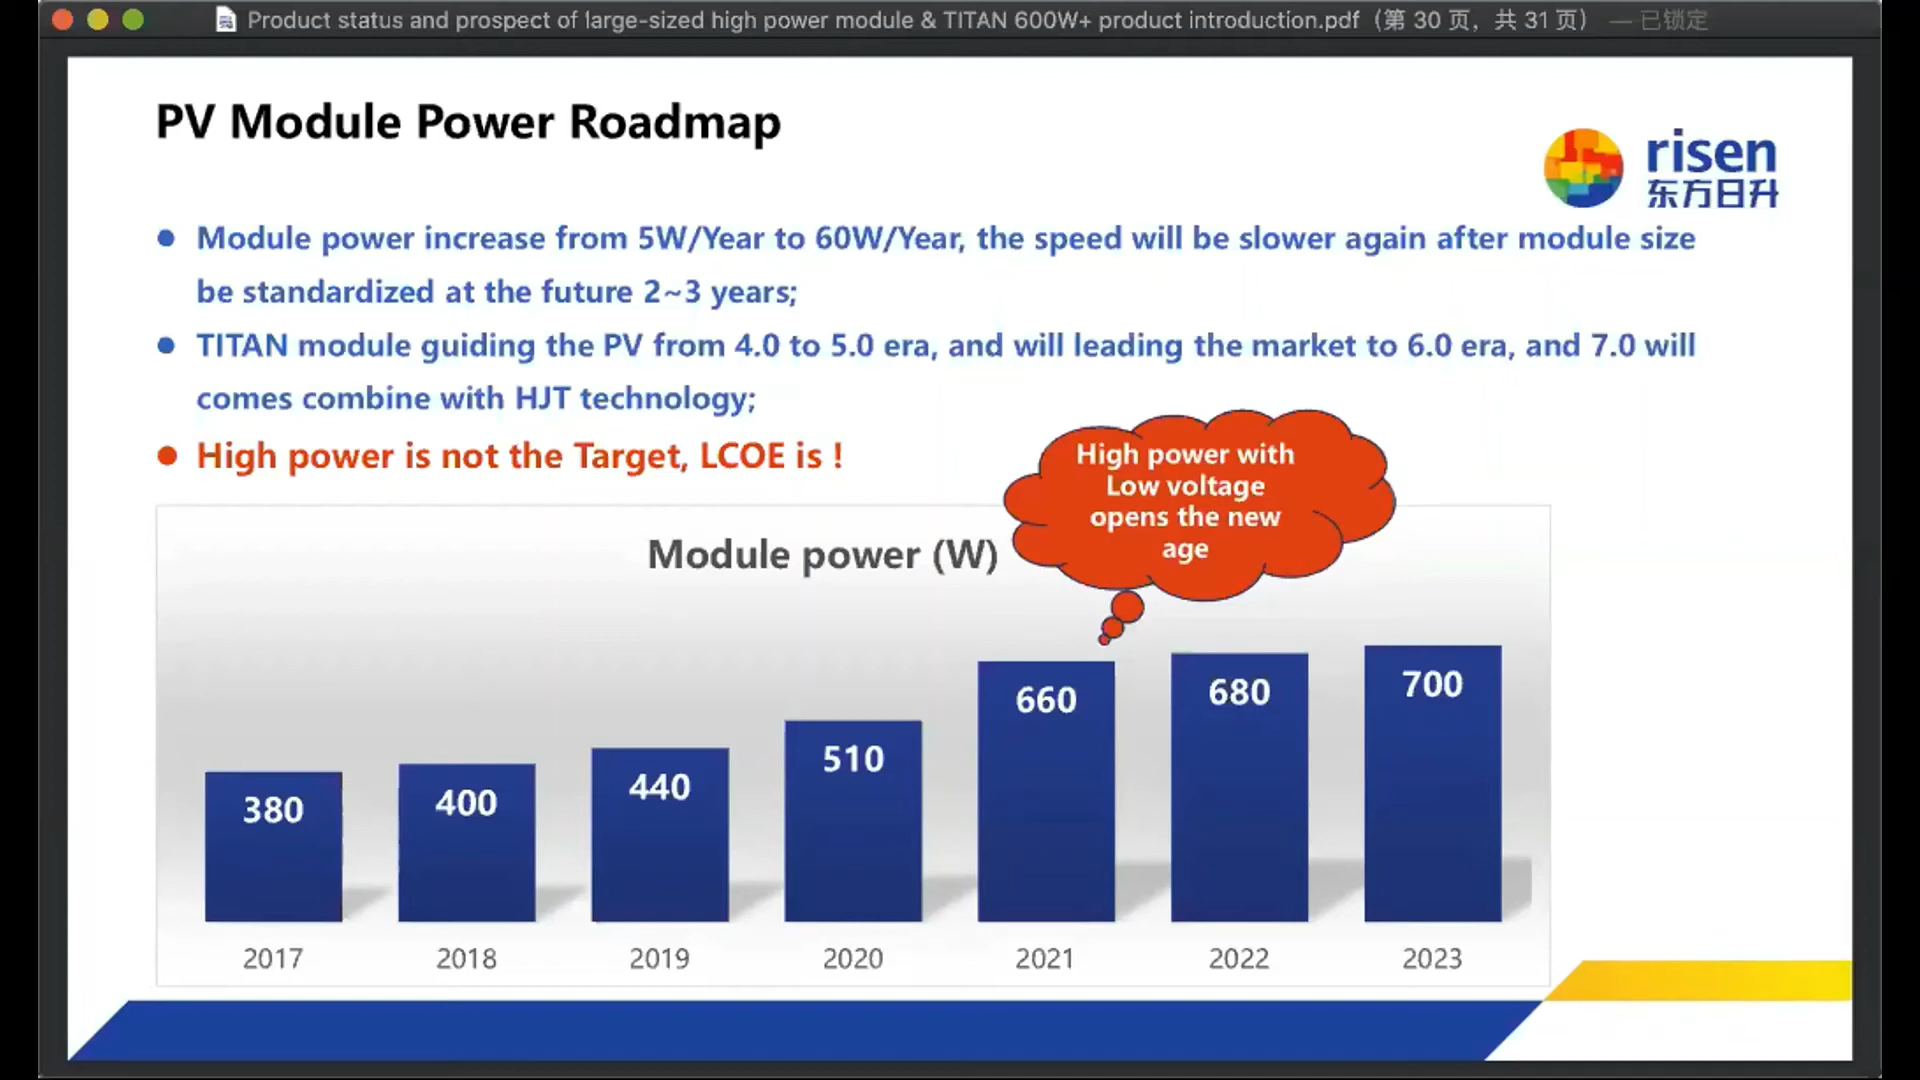 Product status and prospect of large-sized high power module & TITAN 600W+ product introduction.pdf（第 30 页，共 31 页） — 已锁定
PV Module Power Roadmap
risen
东方日升
Module power increase from 5W/Year to 60W/Year, the speed will be slower again after module size
be standardized at the future 2~3 years;
TITAN module guiding the PV from 4.0 to 5.0 era, and will leading the market to 6.0 era, and 7.0 will
comes combine with HJT technology;
High power is not the Target, LCOE is !
High power with
Low voltage
opens the new
age
Module power (W)
380
400
440
510
660
680
700
2017
2018
2019
2020
2021
2022
2023